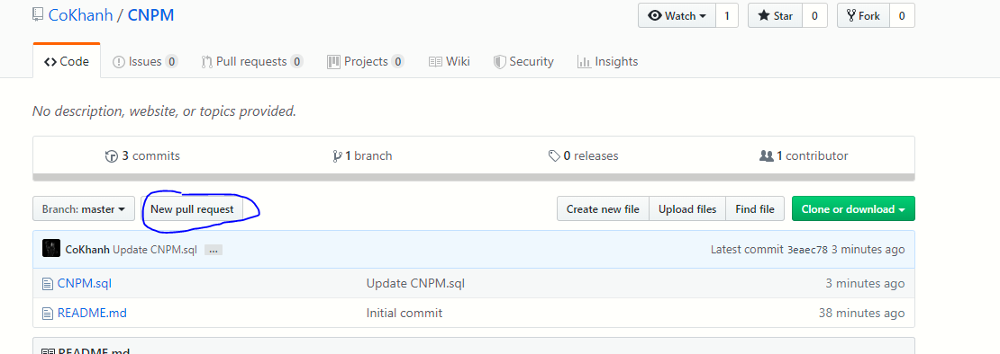 CoKhanh / CNPM
Watch 1 Star 0 Fork 0
Code Issues 0 Pull requests 0 Projects 0 Wiki Security Insights
No description, website, or topics provided.
3 commits 1 branch 0 releases 1 contributor
Branch: master New pull request Create new file Upload files Find file Clone or download
CoKhanh Update CNPM.sql ... Latest commit 3eaec78 3 minutes ago
CNPM.sql Update CNPM.sql 3 minutes ago
README.md Initial commit 38 minutes ago
README.md